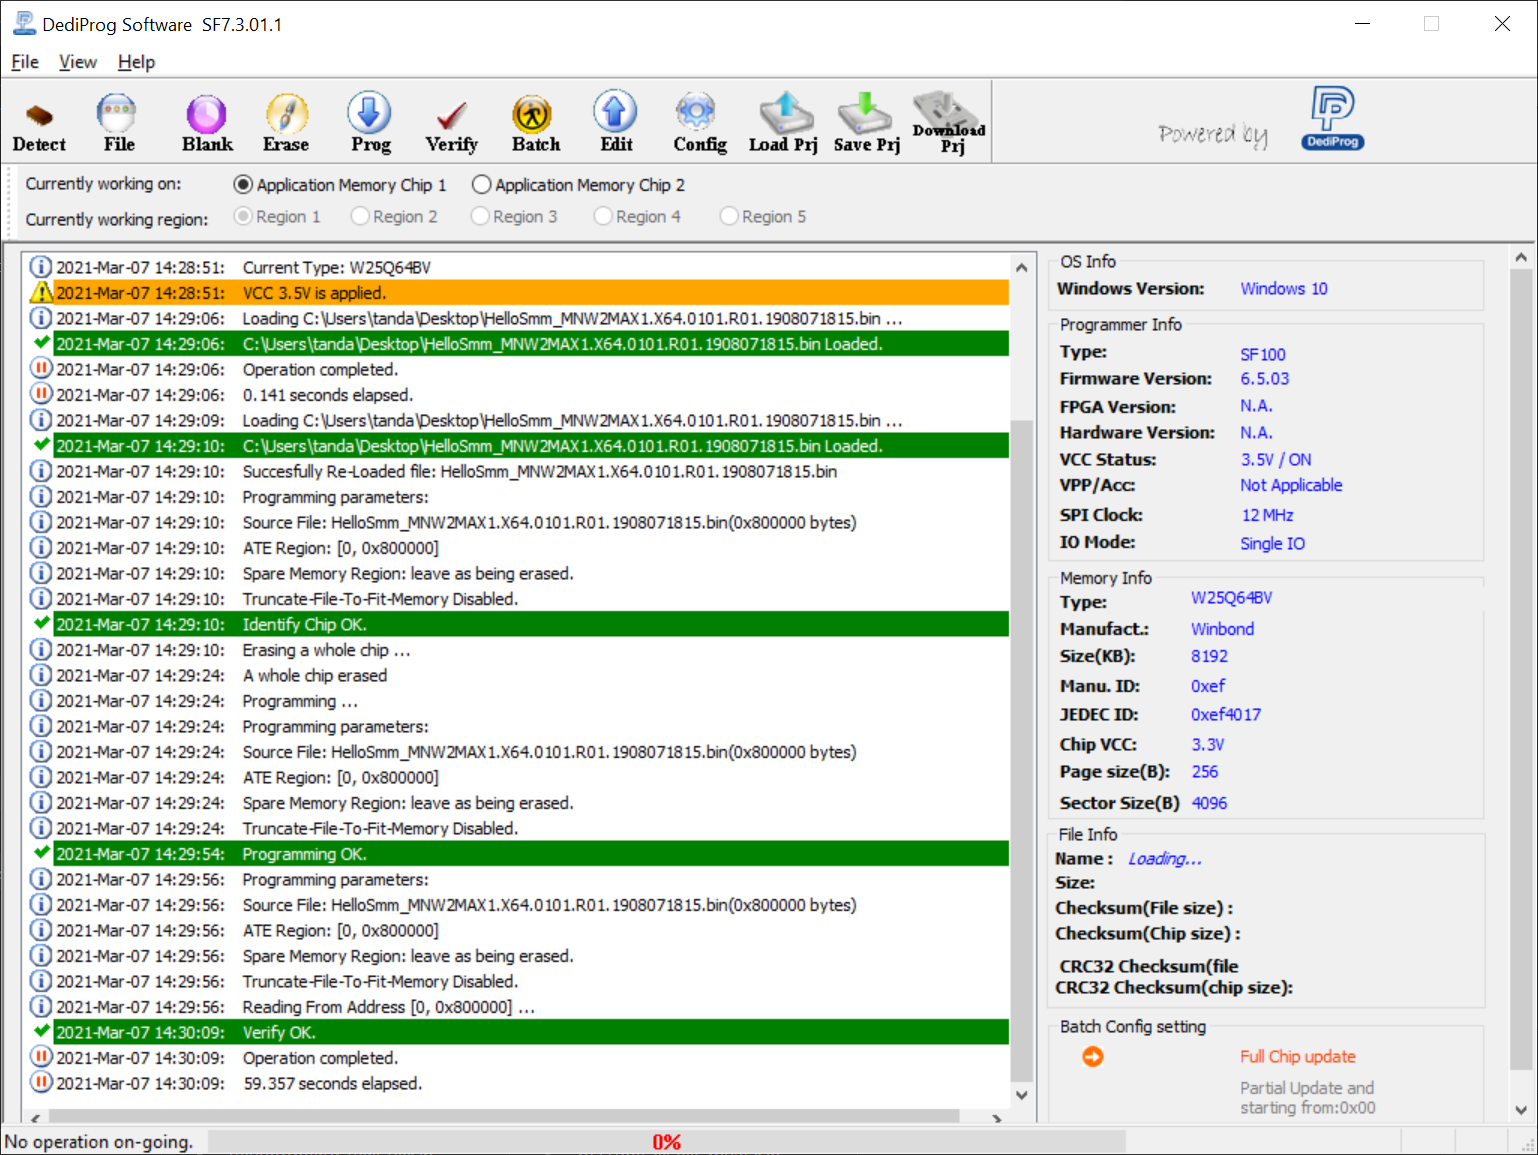 DediProg Software  SF7.3.01.1
File View Help
Detect File Blank Erase Prog Verify Batch Edit Config Load Prj Save Prj Download Prj
Powered by DediProg
Currently working on: Application Memory Chip 1 Application Memory Chip 2
Currently working region: Region 1 Region 2 Region 3 Region 4 Region 5
2021-Mar-07 14:28:51: Current Type: W25Q64BV
2021-Mar-07 14:28:51: VCC 3.5V is applied.
2021-Mar-07 14:29:06: Loading C:\Users\tanda\Desktop\HelloSmm_MNW2MAX1.X64.0101.R01.1908071815.bin ...
2021-Mar-07 14:29:06: C:\Users\tanda\Desktop\HelloSmm_MNW2MAX1.X64.0101.R01.1908071815.bin Loaded.
2021-Mar-07 14:29:06: Operation completed.
2021-Mar-07 14:29:06: 0.141 seconds elapsed.
2021-Mar-07 14:29:09: Loading C:\Users\tanda\Desktop\HelloSmm_MNW2MAX1.X64.0101.R01.1908071815.bin ...
2021-Mar-07 14:29:10: C:\Users\tanda\Desktop\HelloSmm_MNW2MAX1.X64.0101.R01.1908071815.bin Loaded.
2021-Mar-07 14:29:10: Succesfully Re-Loaded file: HelloSmm_MNW2MAX1.X64.0101.R01.1908071815.bin
2021-Mar-07 14:29:10: Programming parameters:
2021-Mar-07 14:29:10: Source File: HelloSmm_MNW2MAX1.X64.0101.R01.1908071815.bin(0x800000 bytes)
2021-Mar-07 14:29:10: ATE Region: [0, 0x800000]
2021-Mar-07 14:29:10: Spare Memory Region: leave as being erased.
2021-Mar-07 14:29:10: Truncate-File-To-Fit-Memory Disabled.
2021-Mar-07 14:29:10: Identify Chip OK.
2021-Mar-07 14:29:10: Erasing a whole chip ...
2021-Mar-07 14:29:24: A whole chip erased
2021-Mar-07 14:29:24: Programming ...
2021-Mar-07 14:29:24: Programming parameters:
2021-Mar-07 14:29:24: Source File: HelloSmm_MNW2MAX1.X64.0101.R01.1908071815.bin(0x800000 bytes)
2021-Mar-07 14:29:24: ATE Region: [0, 0x800000]
2021-Mar-07 14:29:24: Spare Memory Region: leave as being erased.
2021-Mar-07 14:29:24: Truncate-File-To-Fit-Memory Disabled.
2021-Mar-07 14:29:54: Programming OK.
2021-Mar-07 14:29:56: Programming parameters:
2021-Mar-07 14:29:56: Source File: HelloSmm_MNW2MAX1.X64.0101.R01.1908071815.bin(0x800000 bytes)
2021-Mar-07 14:29:56: ATE Region: [0, 0x800000]
2021-Mar-07 14:29:56: Spare Memory Region: leave as being erased.
2021-Mar-07 14:29:56: Truncate-File-To-Fit-Memory Disabled.
2021-Mar-07 14:29:56: Reading From Address [0, 0x800000] ...
2021-Mar-07 14:30:09: Verify OK.
2021-Mar-07 14:30:09: Operation completed.
2021-Mar-07 14:30:09: 59.357 seconds elapsed.
OS Info
Windows Version: Windows 10
Programmer Info
Type: SF100
Firmware Version: 6.5.03
FPGA Version: N.A.
Hardware Version: N.A.
VCC Status: 3.5V / ON
VPP/Acc: Not Applicable
SPI Clock: 12 MHz
IO Mode: Single IO
Memory Info
Type: W25Q64BV
Manufact.: Winbond
Size(KB): 8192
Manu. ID: 0xef
JEDEC ID: 0xef4017
Chip VCC: 3.3V
Page size(B): 256
Sector Size(B) 4096
File Info
Name : Loading...
Size:
Checksum(File size) :
Checksum(Chip size) :
CRC32 Checksum(file
CRC32 Checksum(chip size):
Batch Config setting
Full Chip update
Partial Update and
starting from:0x00
No operation on-going. 0%